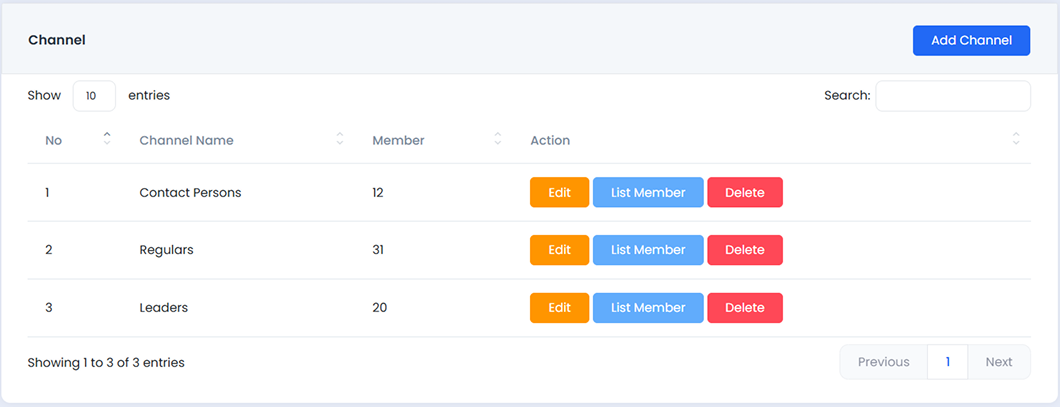 Channel Add Channel
Show 10 entries Search:
No Channel Name Member Action
1 Contact Persons 12 Edit List Member Delete
2 Regulars 31 Edit List Member Delete
3 Leaders 20 Edit List Member Delete
Showing 1 to 3 of 3 entries Previous 1 Next